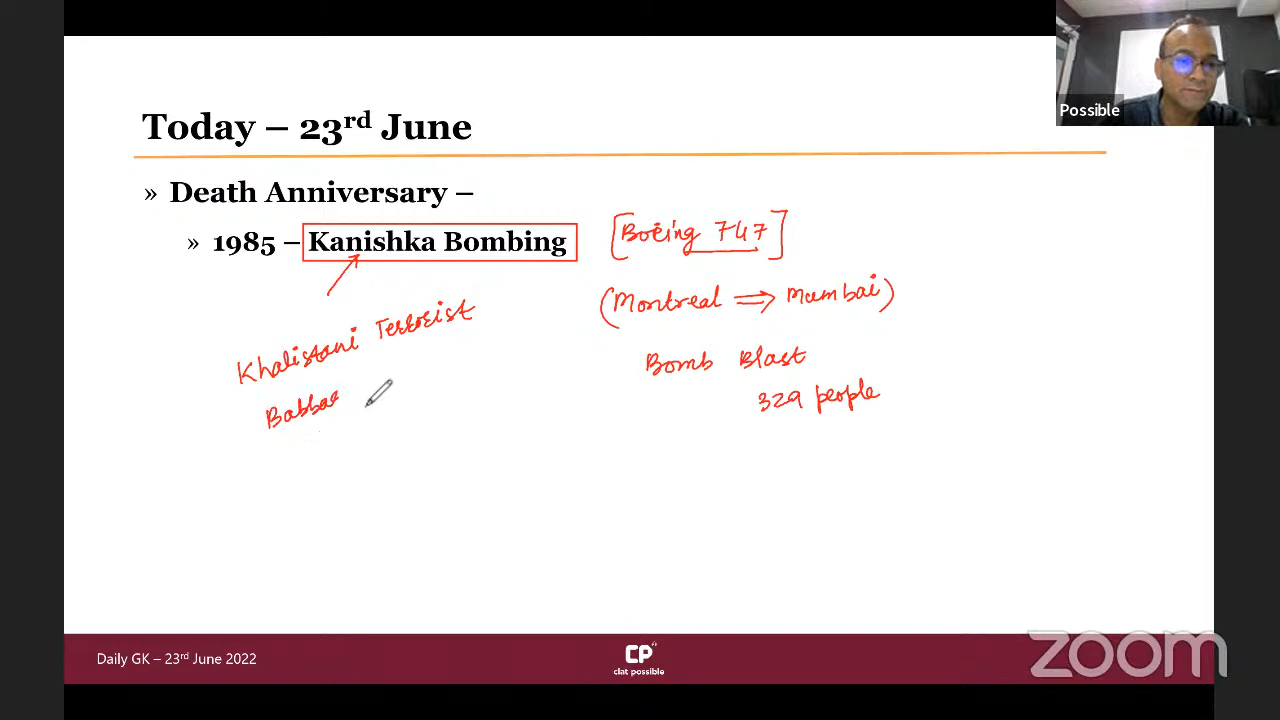 Possible
Today – 23rd June
» Death Anniversary –
» 1985 – Kanishka Bombing
[Boeing 747]
(Montreal ⇒ Mumbai)
Khalistani Terrorist
Bomb Blast
329 people
Babbar
Daily GK – 23rd June 2022
CP
clat possible
zoom